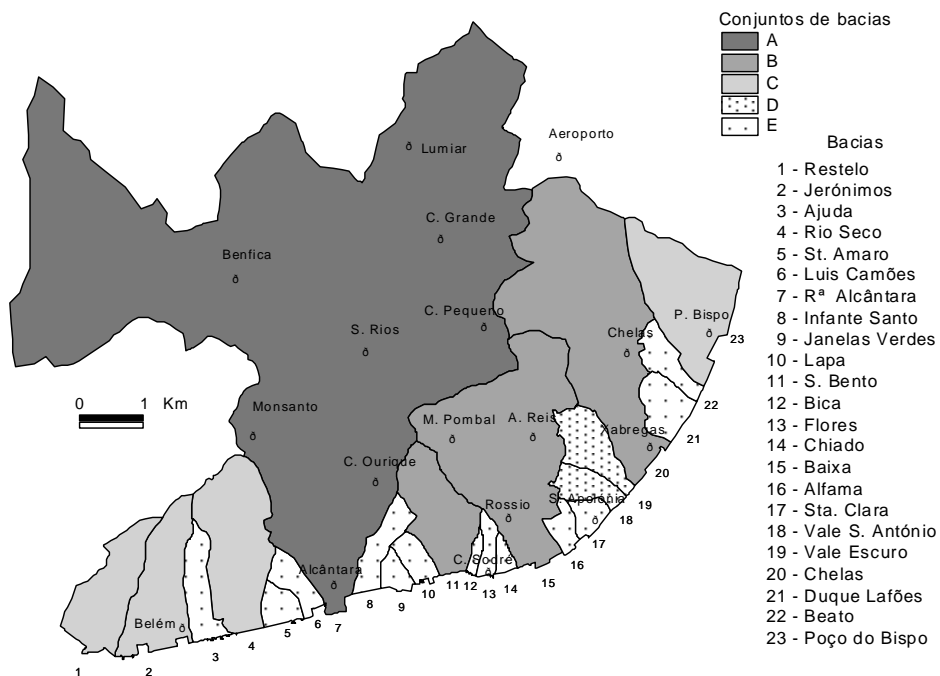 Conjuntos de bacias
A
B
C
D
E
Aeroporto
Lumiar
C. Grande
Benfica
C. Pequeno
S. Rios
P. Bispo
Chelas
23
0 1 Km
Monsanto
M. Pombal
A. Reis
Xabregas
22
21
C. Ourique
20
Rossio
St. Apolónia
19
18
17
16
C. Sodré
Alcântara
15
14
13
12
11
10
9
8
7
6
5
Belém
4
3
2
1
Bacias
1 - Restelo
2 - Jerónimos
3 - Ajuda
4 - Rio Seco
5 - St. Amaro
6 - Luis Camões
7 - Rª Alcântara
8 - Infante Santo
9 - Janelas Verdes
10 - Lapa
11 - S. Bento
12 - Bica
13 - Flores
14 - Chiado
15 - Baixa
16 - Alfama
17 - Sta. Clara
18 - Vale S. António
19 - Vale Escuro
20 - Chelas
21 - Duque Lafões
22 - Beato
23 - Poço do Bispo